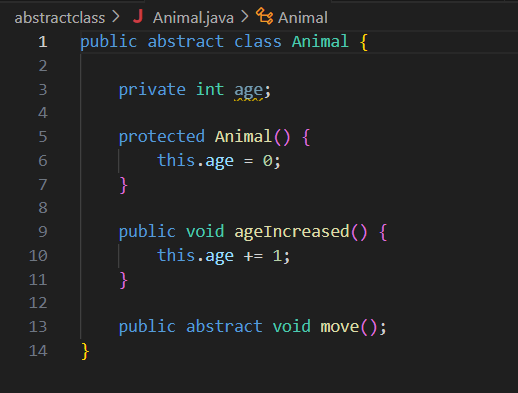 abstractclass > Animal.java > Animal
1 public abstract class Animal {
2
3     private int age;
4
5     protected Animal() {
6         this.age = 0;
7     }
8
9     public void ageIncreased() {
10         this.age += 1;
11     }
12
13     public abstract void move();
14 }